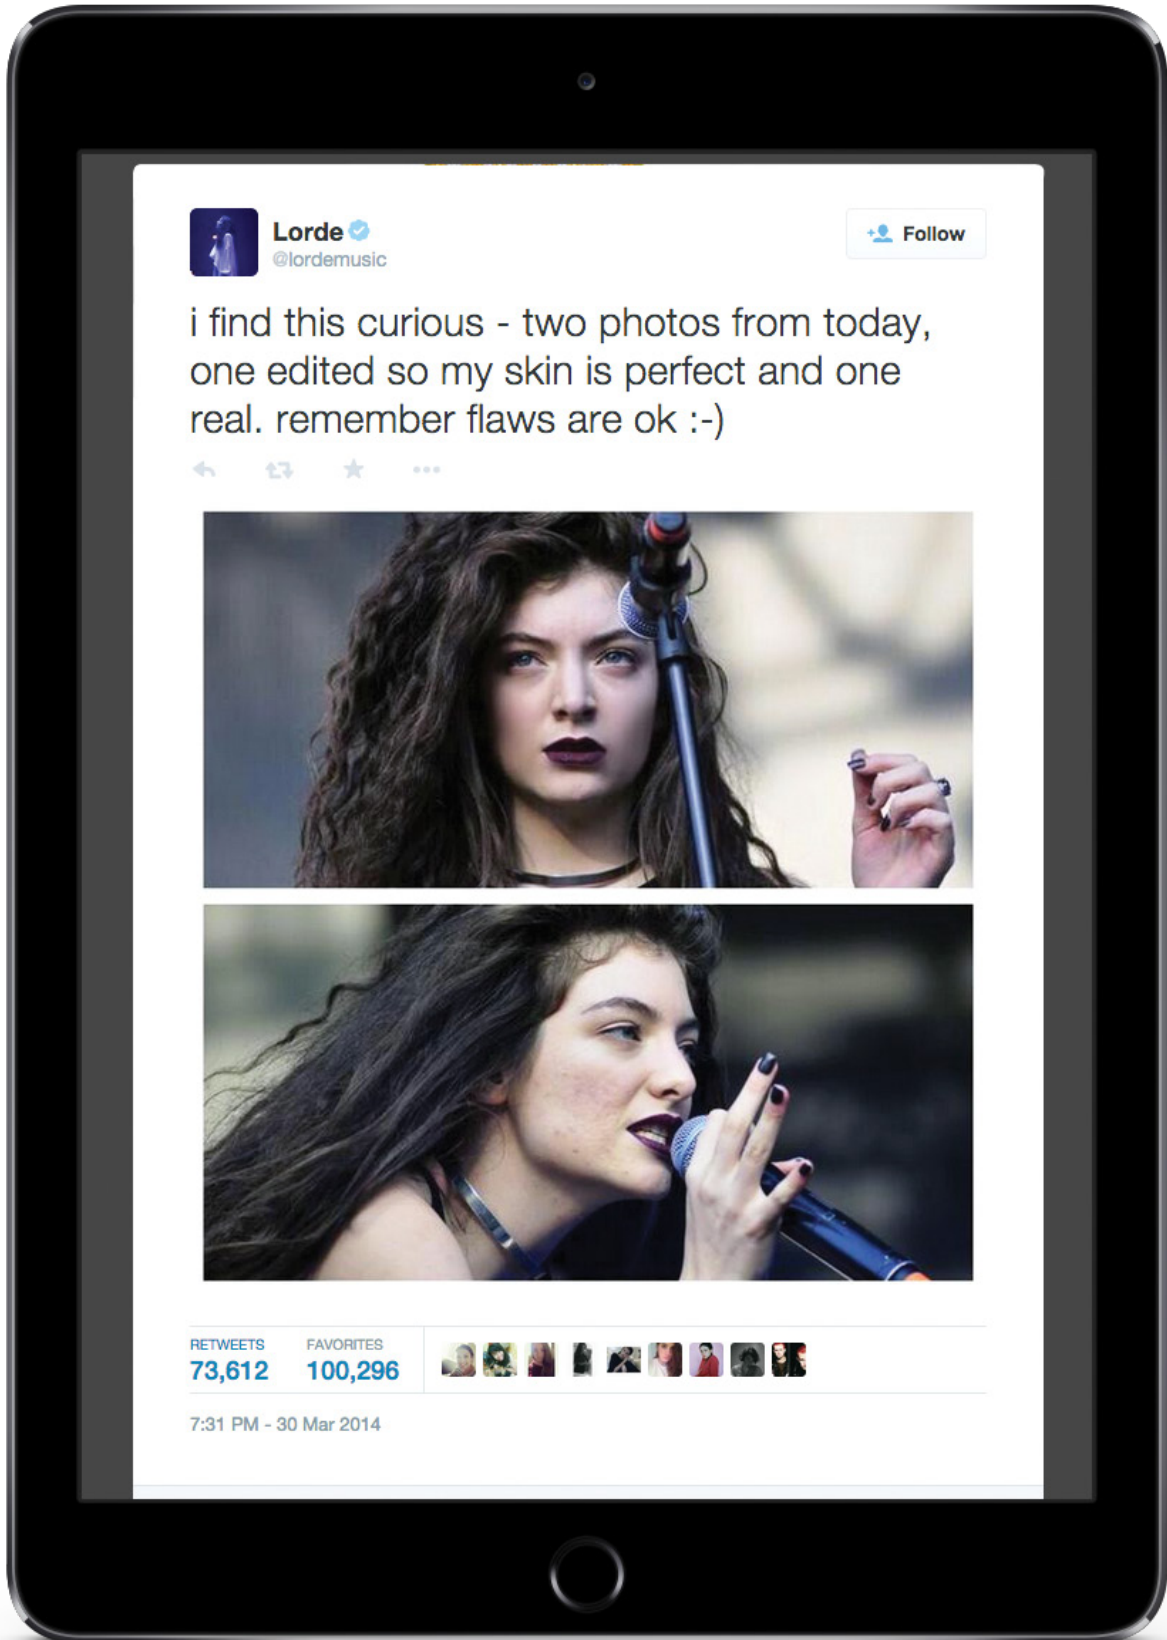 Lorde
@lordemusic
Follow
i find this curious - two photos from today,
one edited so my skin is perfect and one
real. remember flaws are ok :-)
RETWEETS FAVORITES
73,612 100,296
7:31 PM - 30 Mar 2014